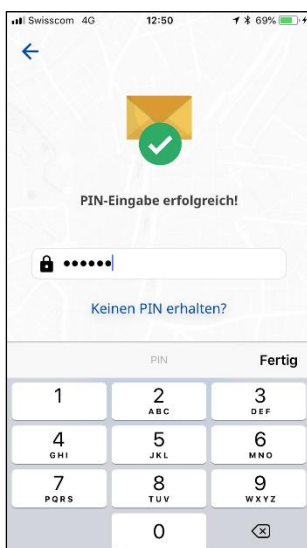 Swisscom 4G 12:50 69%
PIN-Eingabe erfolgreich!
••••••
Keinen PIN erhalten?
PIN Fertig
1 2 3
ABC DEF
4 5 6
GHI JKL MNO
7 8 9
PQRS TUV WXYZ
0